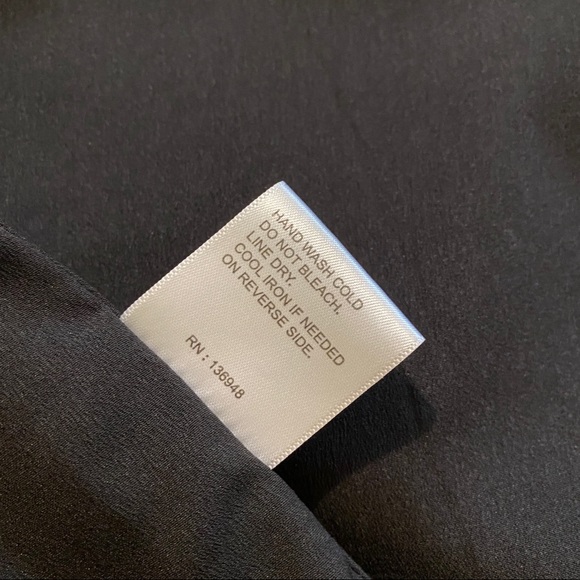 HAND WASH COLD
DO NOT BLEACH.
LINE DRY.
COOL IRON IF NEEDED
ON REVERSE SIDE.
RN : 136948